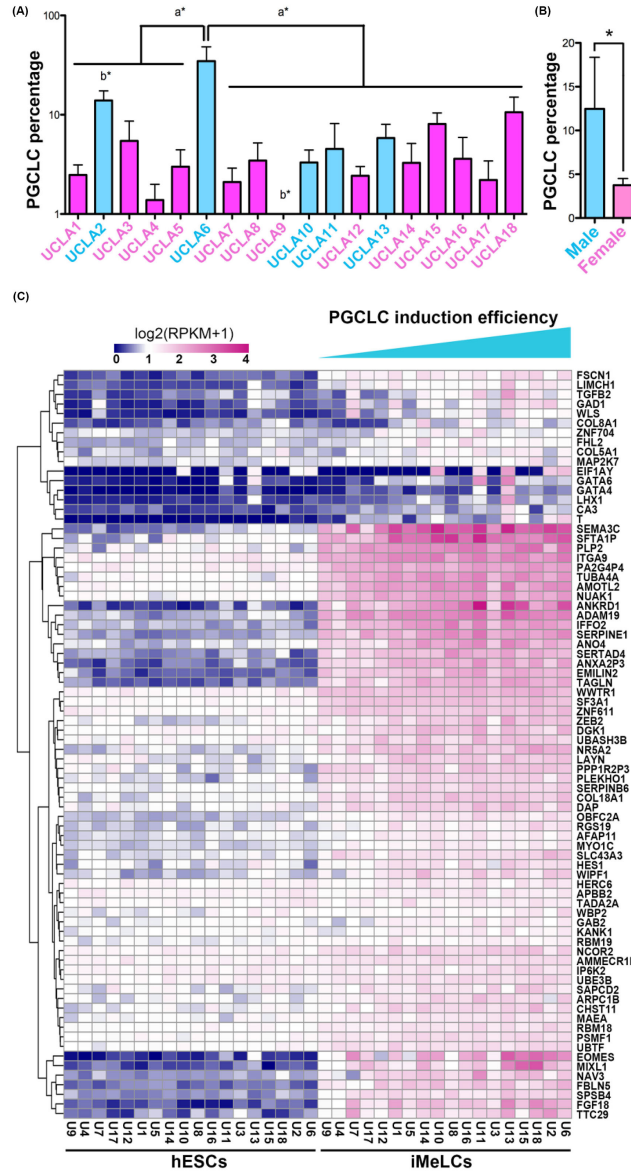 (A)
PGCLC percentage
100
10
1
a*
a*
b*
b*
UCLA1
UCLA2
UCLA3
UCLA4
UCLA5
UCLA6
UCLA7
UCLA8
UCLA9
UCLA10
UCLA11
UCLA12
UCLA13
UCLA14
UCLA15
UCLA16
UCLA17
UCLA18
(B)
PGCLC percentage
20
15
10
5
0
*
Male
Female
(C)
log2(RPKM+1)
0 1 2 3 4
PGCLC induction efficiency
FSCN1
LIMCH1
TGFB2
GAD1
WLS
COL8A1
ZNF704
FHL2
COL5A1
MAP2K7
EIF1AY
GATA6
GATA4
LHX1
CA3
T
SEMA3C
SFTA1P
PLP2
ITGA9
PA2G4P4
TUBA4A
AMOTL2
NUAK1
ANKRD1
ADAM19
IFFO2
SERPINE1
ANO4
SERTAD4
ANXA2P3
EMILIN2
TAGLN
WWTR1
SF3A1
ZNF611
ZEB2
DGK1
UBASH3B
NR5A2
LAYN
PPP1R2P3
PLEKHO1
SERPINB6
COL18A1
DAP
OBFC2A
RGS19
AFAP11
MYO1C
SLC43A3
HES1
WIPF1
HERC6
APBB2
TADA2A
WBP2
GAB2
KANK1
RBM19
NCOR2
AMMECR1
IP6K2
UBE3B
SAPCD2
ARPC1B
CHST11
MAEA
RBM18
PSMF1
UBTF
EOMES
MIXL1
NAV3
FBLN5
SPSB4
FGF18
TTC29
U9 U4 U7 U17 U12 U1 U5 U14 U10 U8 U16 U11 U3 U13 U15 U18 U2 U6 U9 U4 U7 U17 U12 U1 U5 U14 U10 U8 U16 U11 U3 U13 U15 U18 U2 U6
hESCs iMeLCs